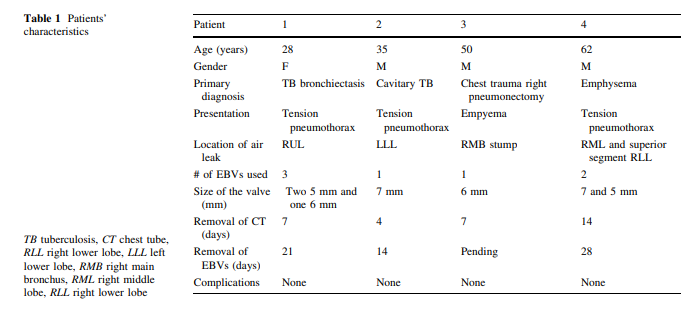 Table 1 Patients'
characteristics
Patient 1 2 3 4
Age (years) 28 35 50 62
Gender F M M M
Primary TB bronchiectasis Cavitary TB Chest trauma right Emphysema
diagnosis pneumonectomy
Presentation Tension Tension Empyema Tension
pneumothorax pneumothorax pneumothorax
Location of air RUL LLL RMB stump RML and superior
leak segment RLL
# of EBVs used 3 1 1 2
Size of the valve Two 5 mm and 7 mm 6 mm 7 and 5 mm
(mm) one 6 mm
Removal of CT 7 4 7 14
(days)
Removal of 21 14 Pending 28
EBVs (days)
Complications None None None None
TB tuberculosis, CT chest tube,
RLL right lower lobe, LLL left
lower lobe, RMB right main
bronchus, RML right middle
lobe, RLL right lower lobe